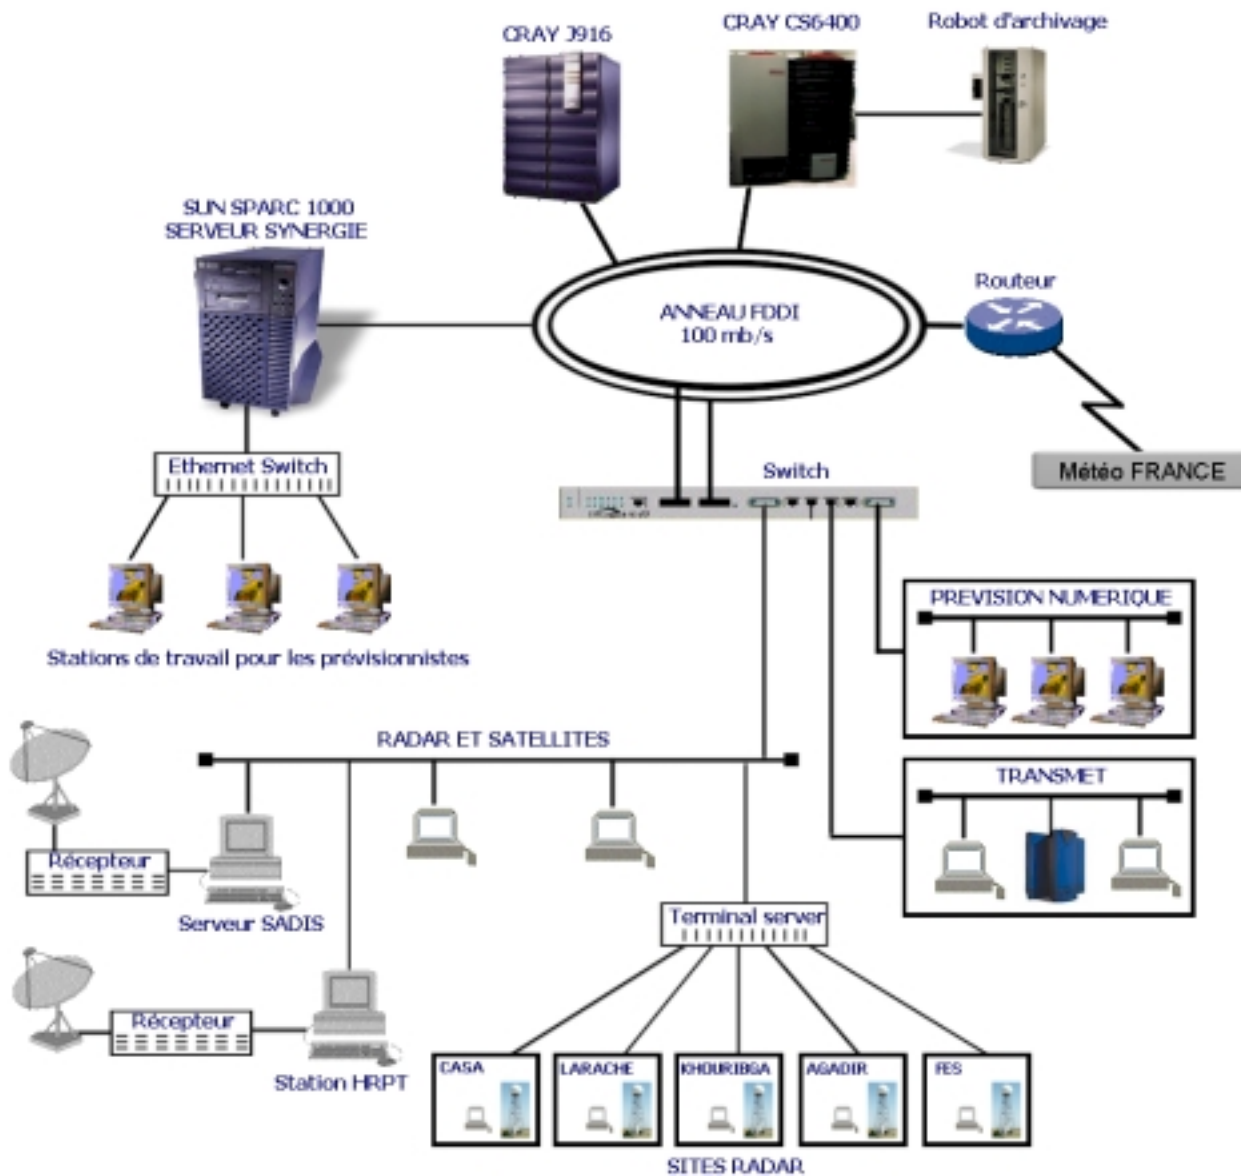 CRAY J916
CRAY CS6400
Robot d'archivage
SUN SPARC 1000
SERVEUR SYNERGIE
ANNEAU FDDI
100 mb/s
Routeur
Météo FRANCE
Ethernet Switch
Switch
Stations de travail pour les prévisionnistes
PREVISION NUMERIQUE
RADAR ET SATELLITES
TRANSMET
Récepteur
Serveur SADIS
Terminal server
Récepteur
Station HRPT
CASA
LARACHE
KHOURIBGA
AGADIR
FES
SITES RADAR